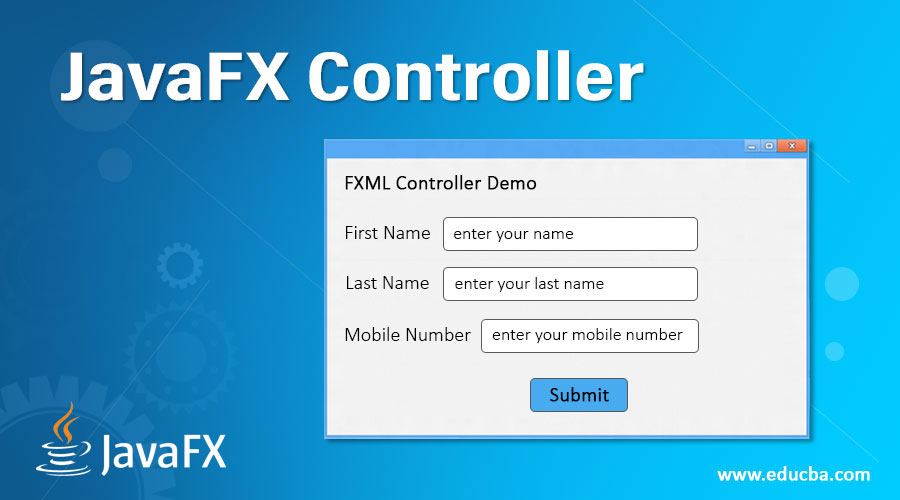 JavaFX Controller
X
FXML Controller Demo
First Name enter your name
Last Name enter your last name
Mobile Number enter your mobile number
Submit
JavaFX
www.educba.com